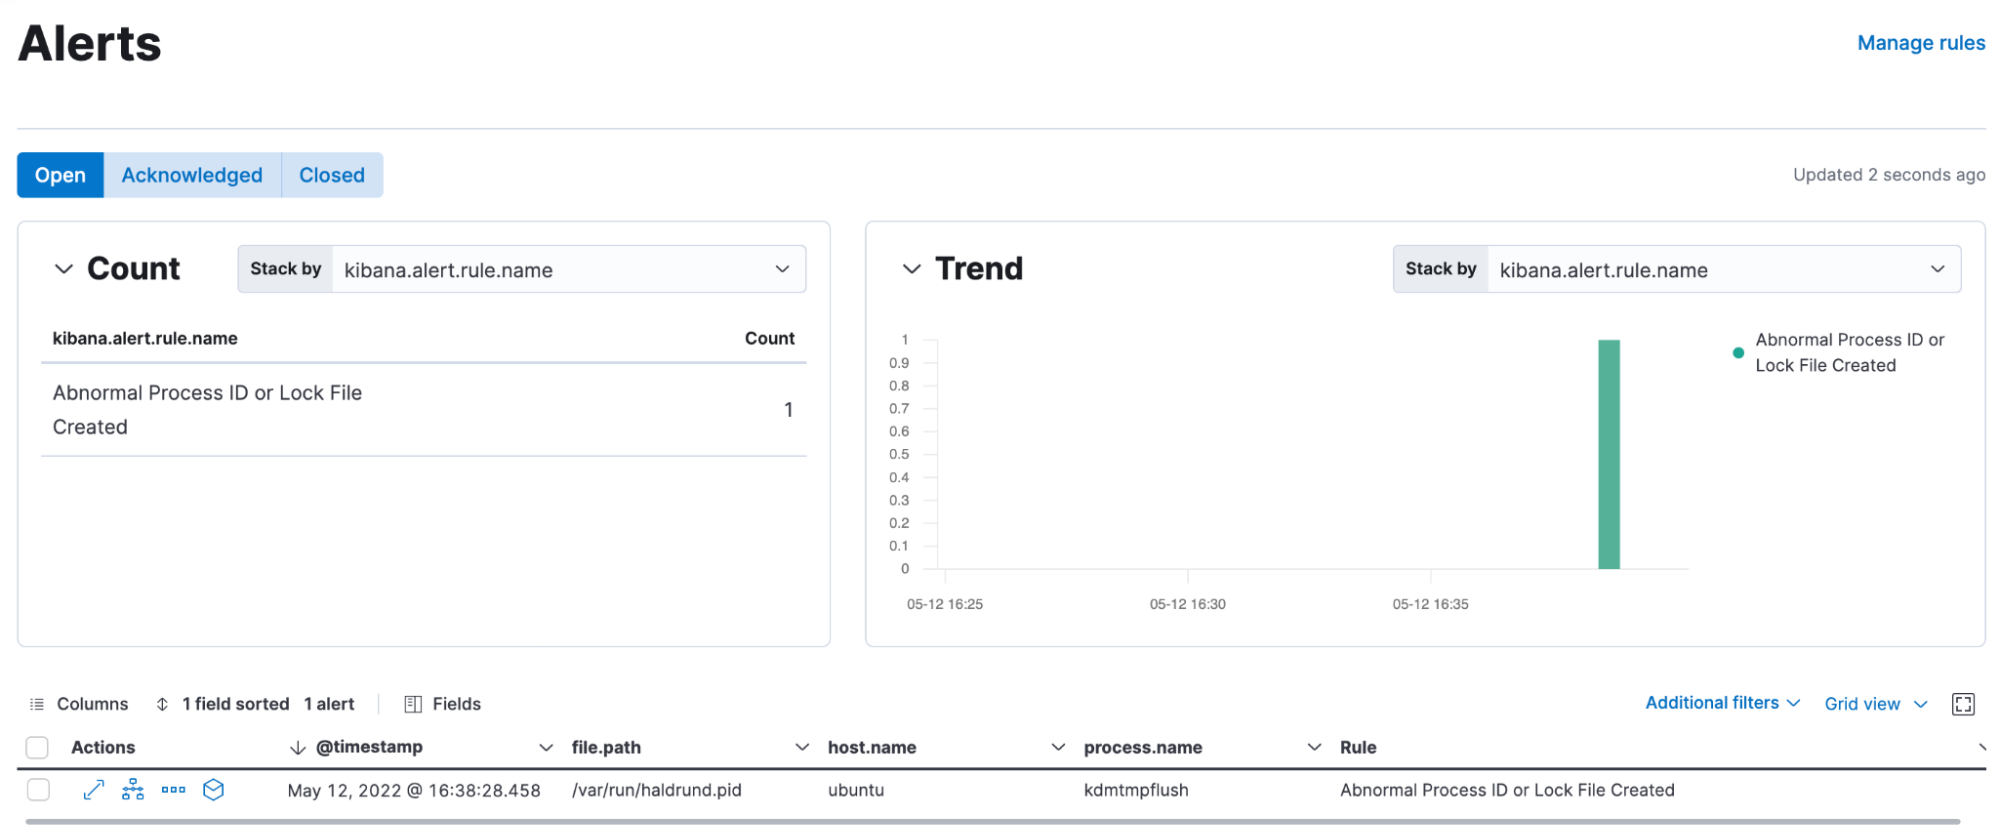 Alerts
Manage rules
Open Acknowledged Closed
Updated 2 seconds ago
Count
Stack by kibana.alert.rule.name
kibana.alert.rule.name Count
Abnormal Process ID or Lock File
Created
1
Trend
Stack by kibana.alert.rule.name
1
0.9
0.8
0.7
0.6
0.5
0.4
0.3
0.2
0.1
0
05-12 16:25 05-12 16:30 05-12 16:35
Abnormal Process ID or
Lock File Created
Columns 1 field sorted 1 alert Fields
Additional filters Grid view
Actions @timestamp file.path host.name process.name Rule
May 12, 2022 @ 16:38:28.458 /var/run/haldrund.pid ubuntu kdmtmpflush Abnormal Process ID or Lock File Created